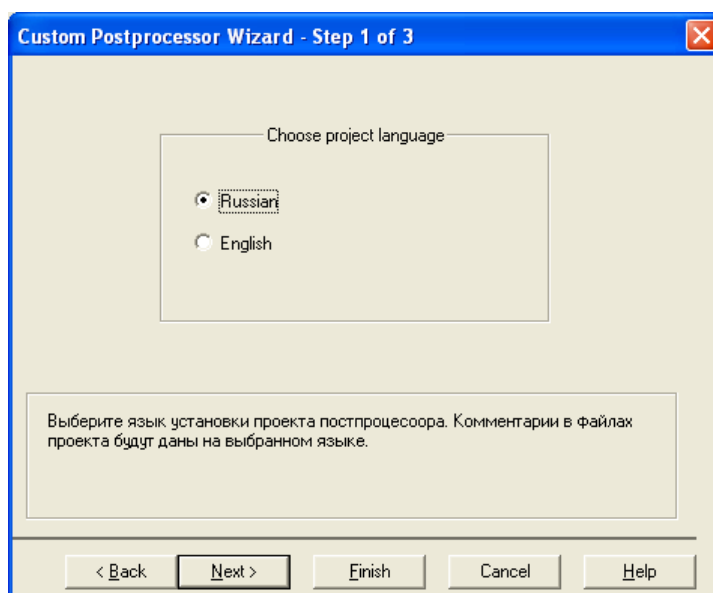 Custom Postprocessor Wizard - Step 1 of 3
Choose project language
Russian
English
Выберите язык установки проекта постпроцесоора. Комментарии в файлах
проекта будут даны на выбранном языке.
< Back Next > Finish Cancel Help